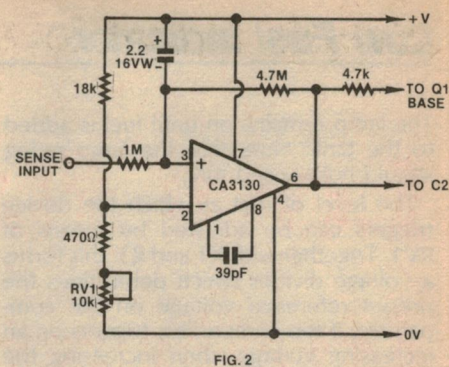 +V
+
2.2
16VW
−
18k
4.7M
4.7k
TO Q1
BASE
SENSE
INPUT
1M
3
+
7
CA3130
6
TO C2
2
−
4
1
8
470Ω
39pF
RV1
10k
0V
FIG. 2